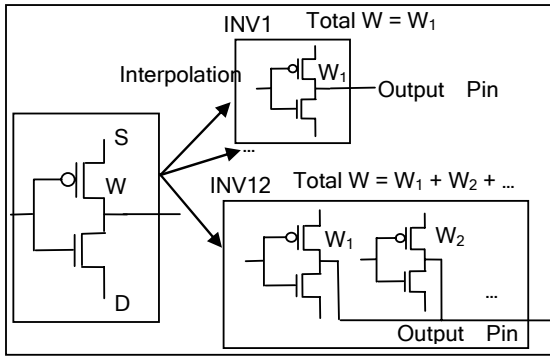 INV1 Total W = W1
Interpolation
W1
Output Pin
...
S
W
D
INV12 Total W = W1 + W2 + ...
W1
W2
...
Output Pin